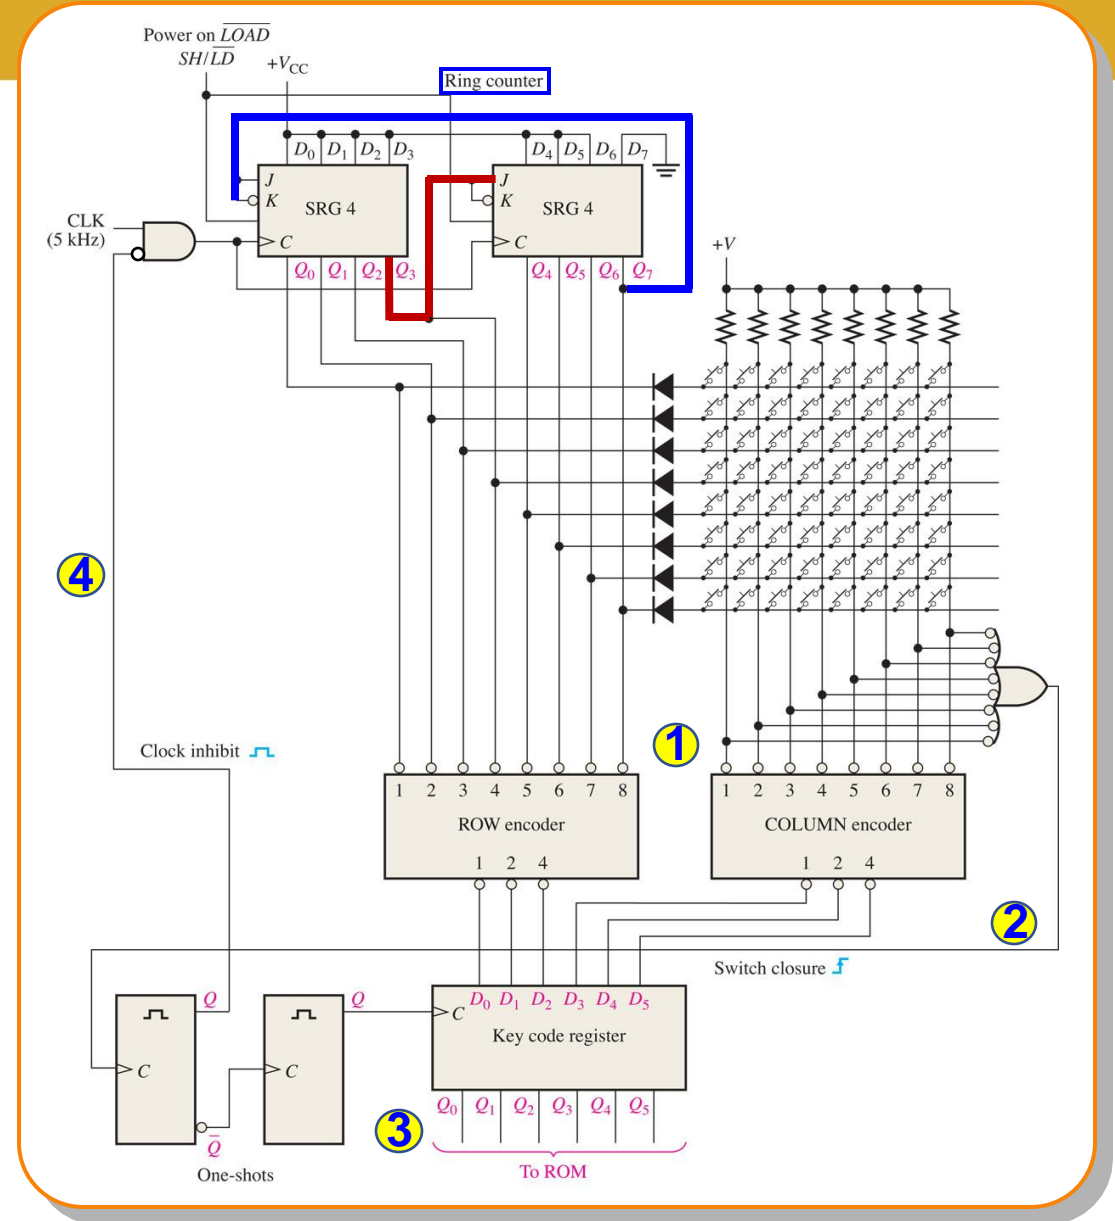 Power on L̅O̅A̅D̅
SH/L̅D̅
+VCC
Ring counter
D0 D1 D2 D3
D4 D5 D6 D7
J
K
SRG 4
C
J
K
SRG 4
C
CLK
(5 kHz)
Q0 Q1 Q2 Q3
Q4 Q5 Q6 Q7
+V
4
1
Clock inhibit
1 2 3 4 5 6 7 8
ROW encoder
1 2 4
1 2 3 4 5 6 7 8
COLUMN encoder
1 2 4
2
Switch closure
Q
C
Q̅
Q
C
One-shots
D0 D1 D2 D3 D4 D5
C
Key code register
Q0 Q1 Q2 Q3 Q4 Q5
3
To ROM